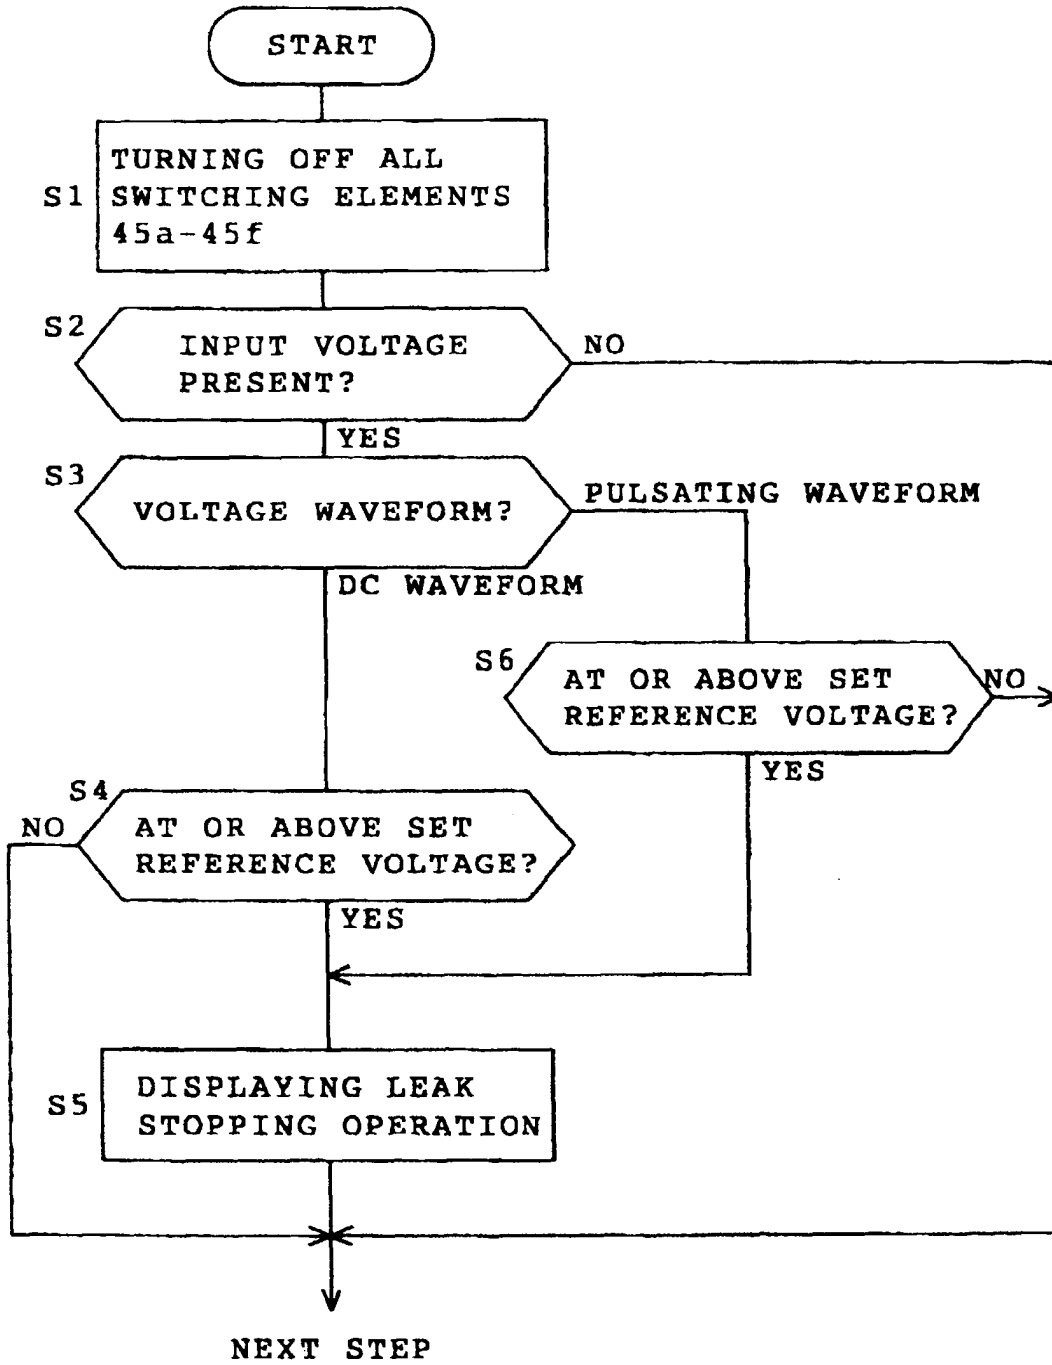 START
S1
TURNING OFF ALL
SWITCHING ELEMENTS
45a-45f
S2
INPUT VOLTAGE
PRESENT?
NO
YES
S3
VOLTAGE WAVEFORM?
PULSATING WAVEFORM
DC WAVEFORM
S6
AT OR ABOVE SET
REFERENCE VOLTAGE?
NO
YES
S4
NO
AT OR ABOVE SET
REFERENCE VOLTAGE?
YES
S5
DISPLAYING LEAK
STOPPING OPERATION
NEXT STEP